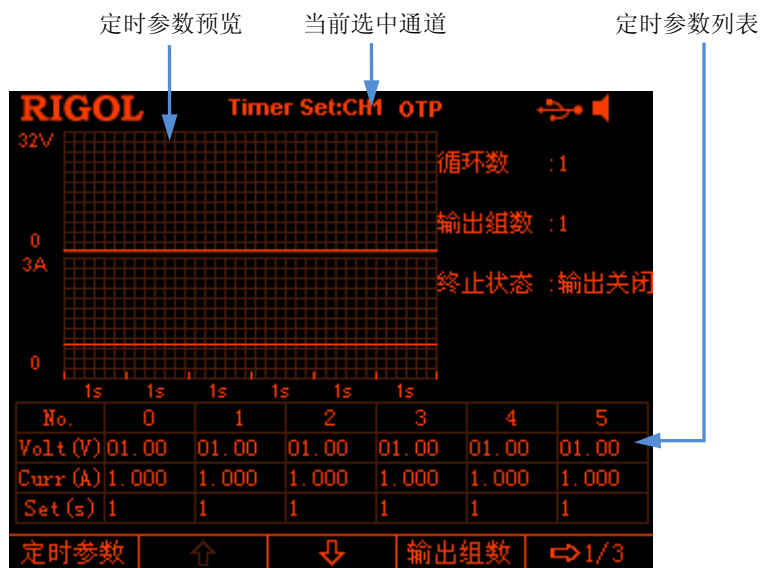 定时参数预览 当前选中通道 定时参数列表
RIGOL Timer Set:CH1 OTP
32V
循环数 :1
输出组数 :1
0
3A
终止状态 :输出关闭
0
1s 1s 1s 1s 1s 1s
No. 0 1 2 3 4 5
Volt(V) 01.00 01.00 01.00 01.00 01.00 01.00
Curr(A) 1.000 1.000 1.000 1.000 1.000 1.000
Set(s) 1 1 1 1 1 1
定时参数 输出组数 1/3